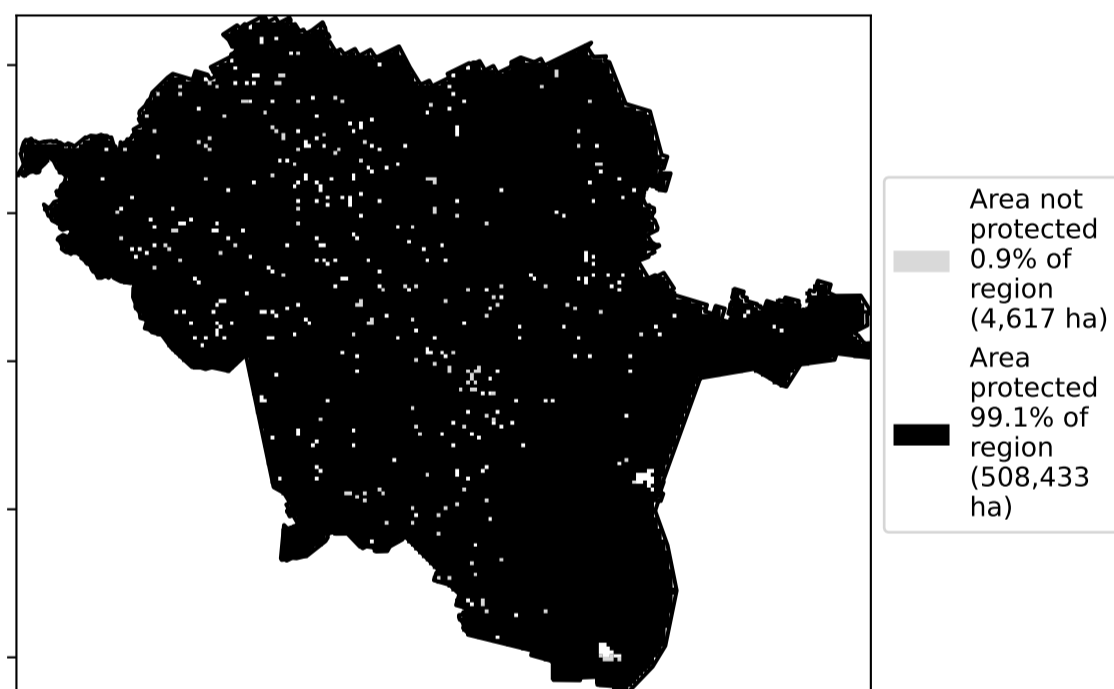 Area not
protected
0.9% of
region
(4,617 ha)
Area
protected
99.1% of
region
(508,433
ha)